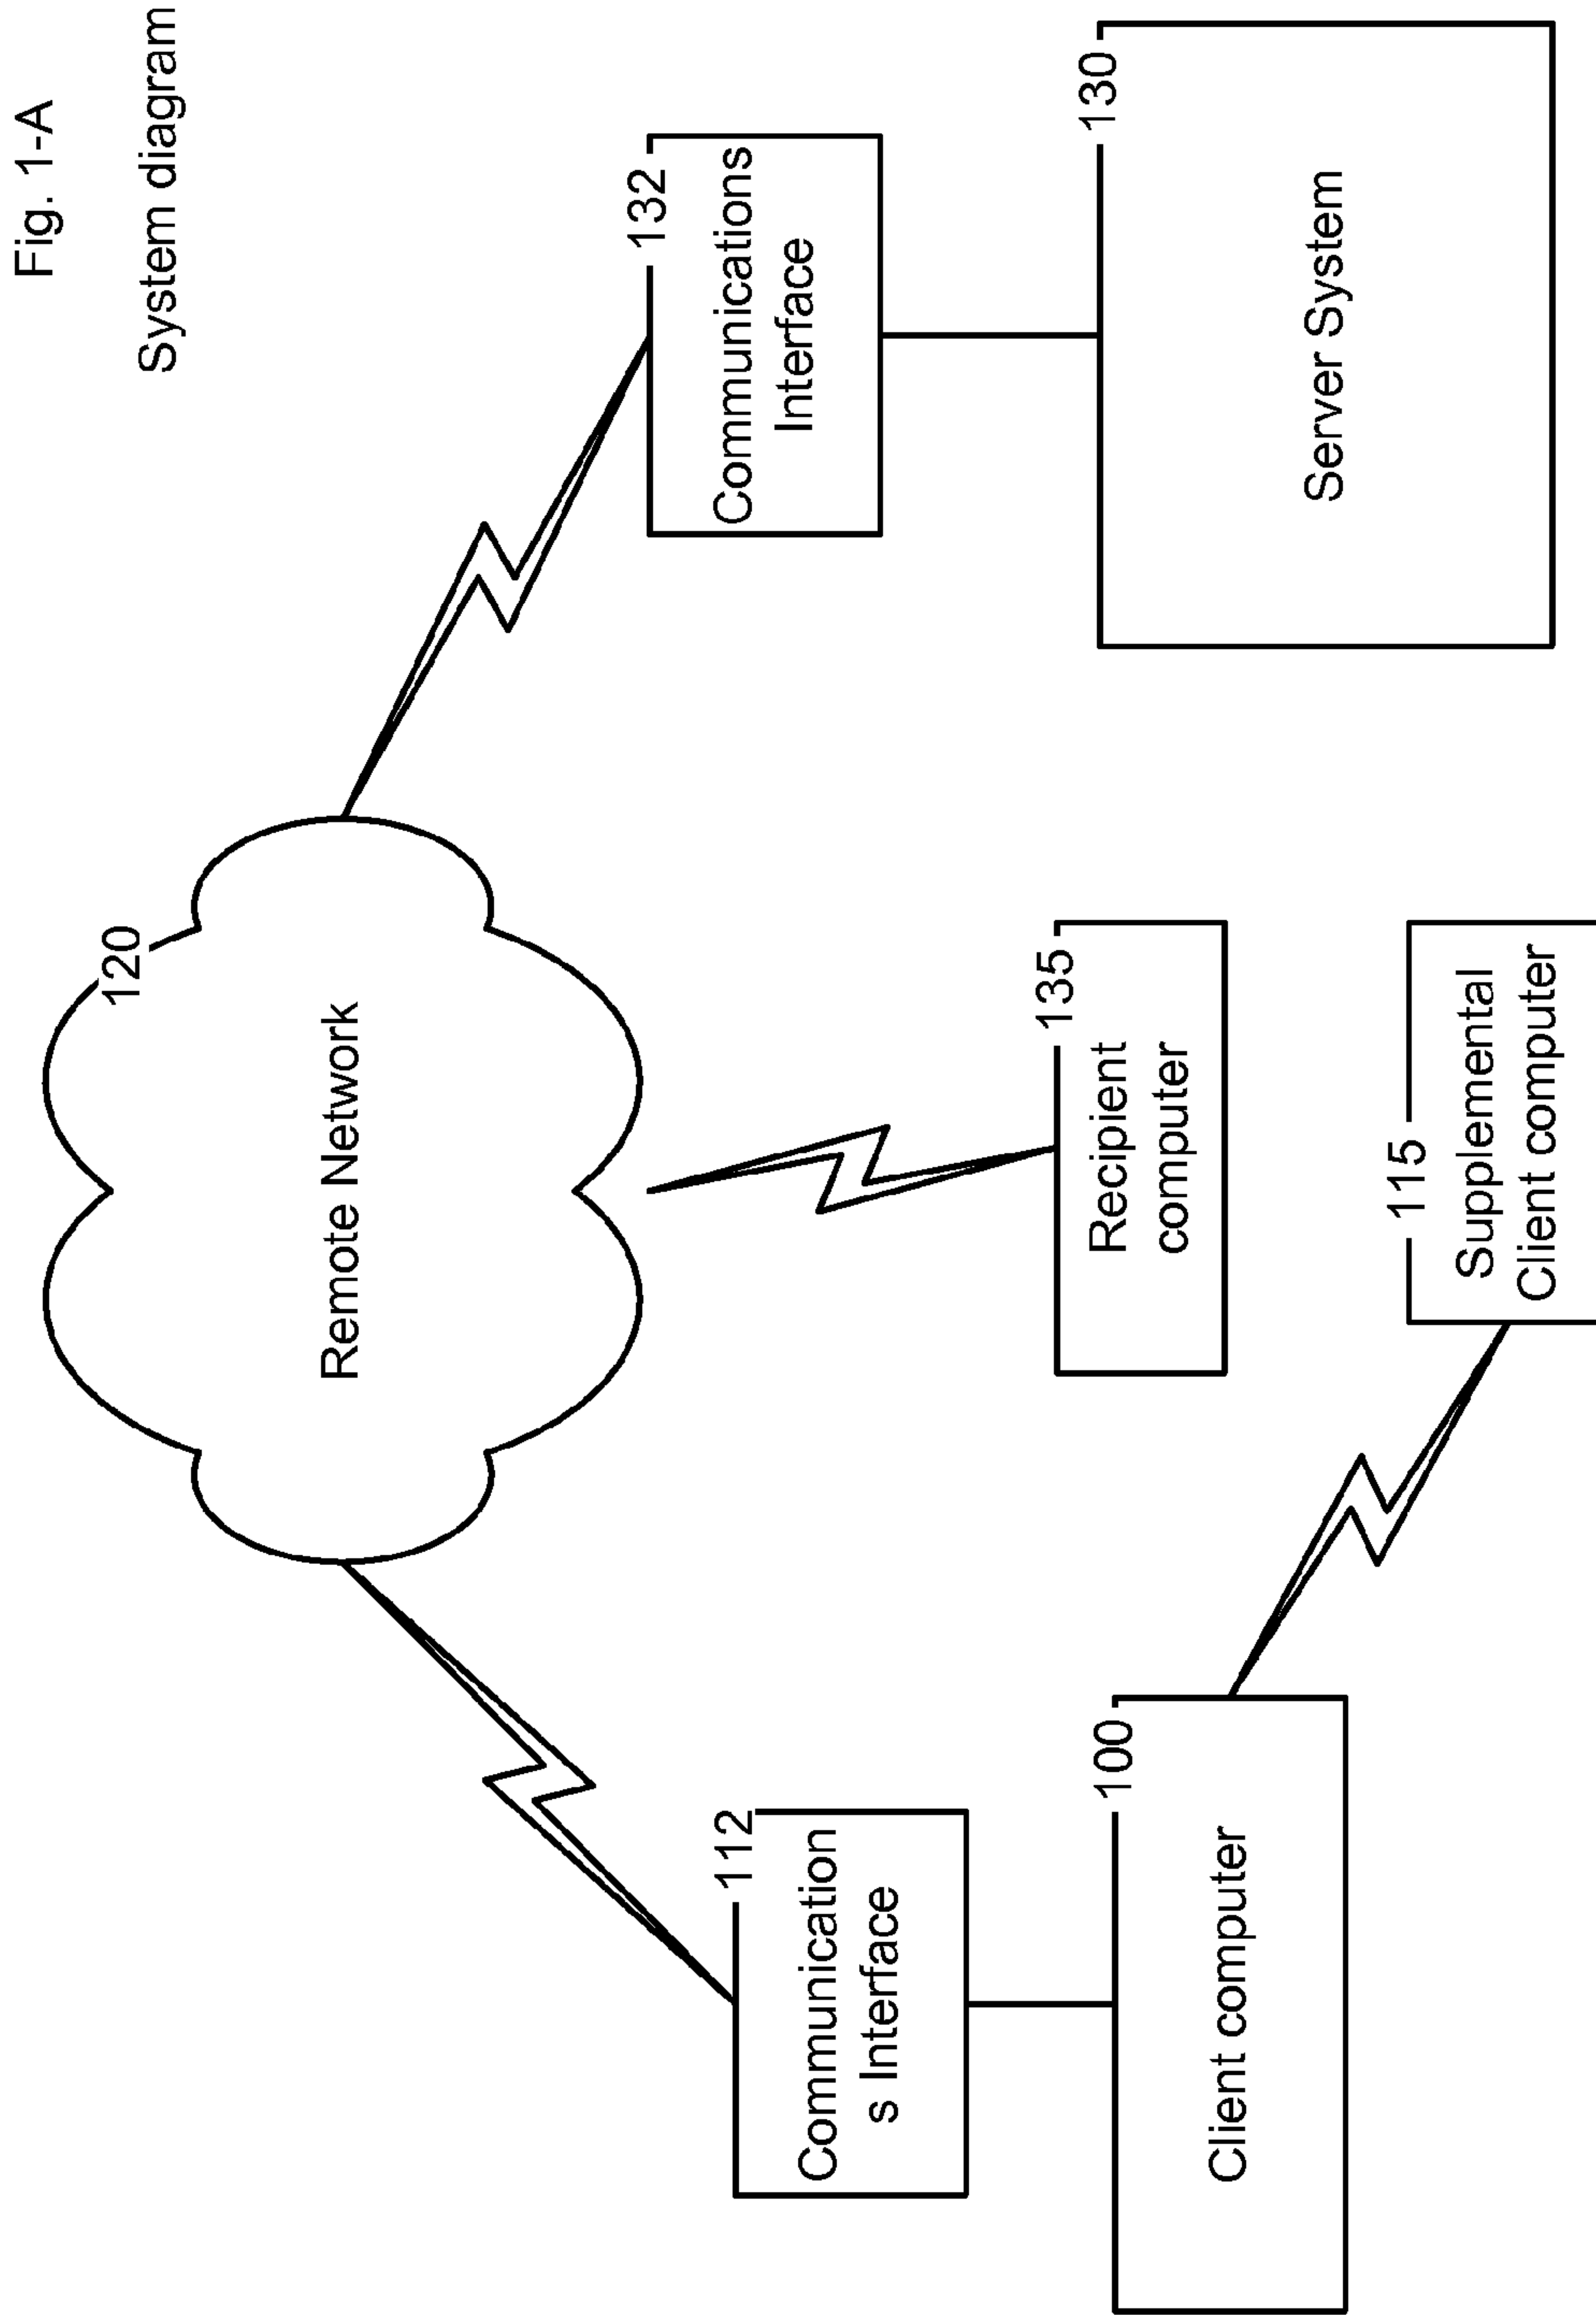 Fig. 1-A
System diagram
120
Remote Network
112
Communication
s Interface
132
Communications
Interface
100
Client computer
135
Recipient
computer
130
Server System
115
Supplemental
Client computer